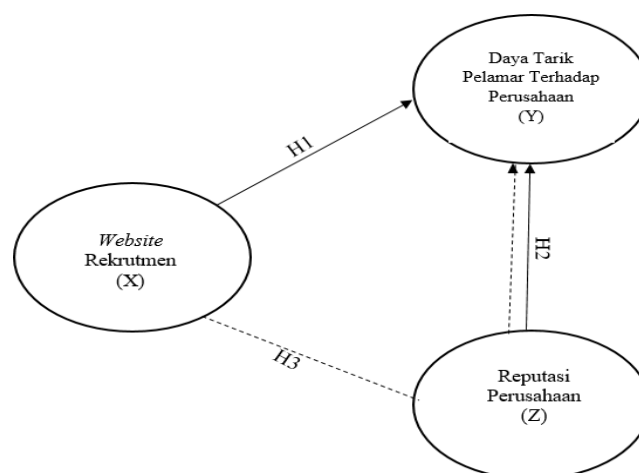 Daya Tarik
Pelamar Terhadap
Perusahaan
(Y)
H1
Website
Rekrutmen
(X)
H2
H3
Reputasi
Perusahaan
(Z)